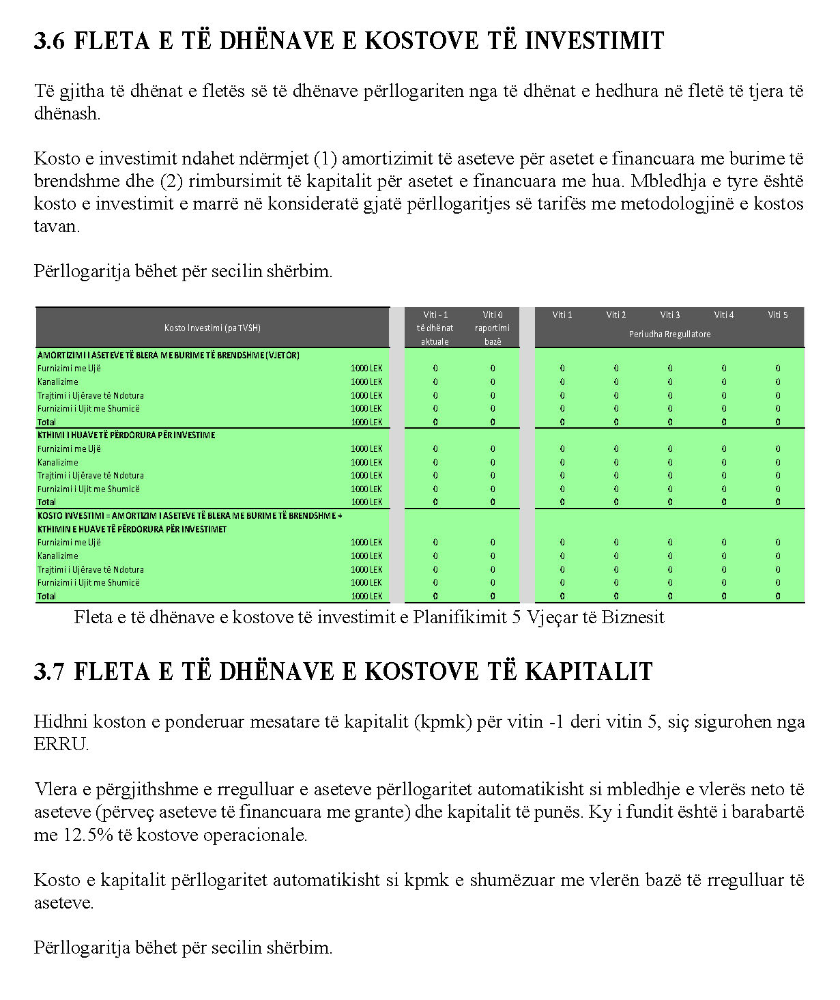 3.6 FLETA E TË DHËNAVE E KOSTOVE TË INVESTIMIT
Të gjitha të dhënat e fletës së të dhënave përllogariten nga të dhënat e hedhura në fletë të tjera të
dhënash.
Kosto e investimit ndahet ndërmjet (1) amortizimit të aseteve për asetet e financuara me burime të
brendshme dhe (2) rimbursimit të kapitalit për asetet e financuara me hua. Mbledhja e tyre është
kosto e investimit e marrë në konsideratë gjatë përllogaritjes së tarifës me metodologjinë e kostos
tavan.
Përllogaritja bëhet për secilin shërbim.
Viti - 1 Viti 0 Viti 1 Viti 2 Viti 3 Viti 4 Viti 5
Kosto Investimi (pa TVSH) të dhënat raportimi Periudha Rregullatore
aktuale bazë
AMORTIZIMI I ASETEVE TË BLERA ME BURIME TË BRENDSHME (VJETOR)
Furnizimi me Ujë 1000 LEK 0 0 0 0 0 0 0
Kanalizime 1000 LEK 0 0 0 0 0 0 0
Trajtimi i Ujërave të Ndotura 1000 LEK 0 0 0 0 0 0 0
Furnizimi i Ujit me Shumicë 1000 LEK 0 0 0 0 0 0 0
Total 1000 LEK 0 0 0 0 0 0 0
KTHIMI I HUAVE TË PËRDORURA PËR INVESTIME
Furnizimi me Ujë 1000 LEK 0 0 0 0 0 0 0
Kanalizime 1000 LEK 0 0 0 0 0 0 0
Trajtimi i Ujërave të Ndotura 1000 LEK 0 0 0 0 0 0 0
Furnizimi i Ujit me Shumicë 1000 LEK 0 0 0 0 0 0 0
Total 1000 LEK 0 0 0 0 0 0 0
KOSTO INVESTIMI = AMORTIZIM I ASETEVE TË BLERA ME BURIME TË BRENDSHME +
KTHIMIN E HUAVE TË PËRDORURA PËR INVESTIMET
Furnizimi me Ujë 1000 LEK 0 0 0 0 0 0 0
Kanalizime 1000 LEK 0 0 0 0 0 0 0
Trajtimi i Ujërave të Ndotura 1000 LEK 0 0 0 0 0 0 0
Furnizimi i Ujit me Shumicë 1000 LEK 0 0 0 0 0 0 0
Total 1000 LEK 0 0 0 0 0 0 0
Fleta e të dhënave e kostove të investimit e Planifikimit 5 Vjeçar të Biznesit
3.7 FLETA E TË DHËNAVE E KOSTOVE TË KAPITALIT
Hidhni koston e ponderuar mesatare të kapitalit (kpmk) për vitin -1 deri vitin 5, siç sigurohen nga
ERRU.
Vlera e përgjithshme e rregulluar e aseteve përllogaritet automatikisht si mbledhje e vlerës neto të
aseteve (përveç aseteve të financuara me grante) dhe kapitalit të punës. Ky i fundit është i barabartë
me 12.5% të kostove operacionale.
Kosto e kapitalit përllogaritet automatikisht si kpmk e shumëzuar me vlerën bazë të rregulluar të
aseteve.
Përllogaritja bëhet për secilin shërbim.